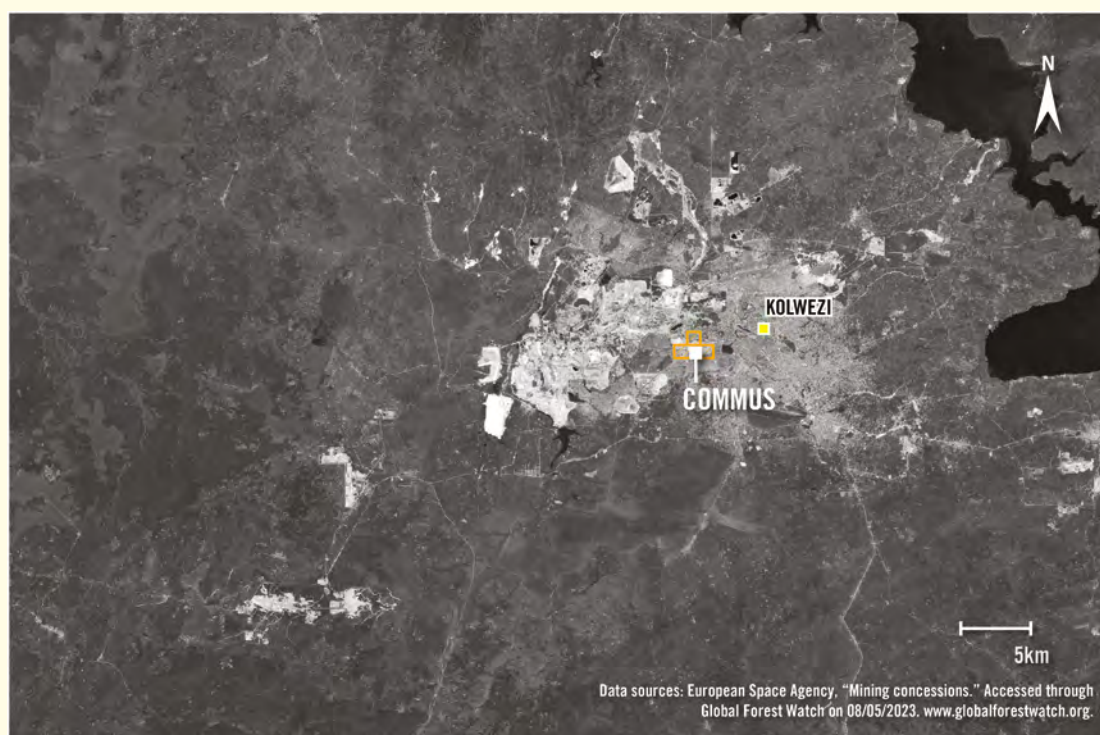 N
KOLWEZI
COMMUS
5km
Data sources: European Space Agency, “Mining concessions.” Accessed through
Global Forest Watch on 08/05/2023. www.globalforestwatch.org.